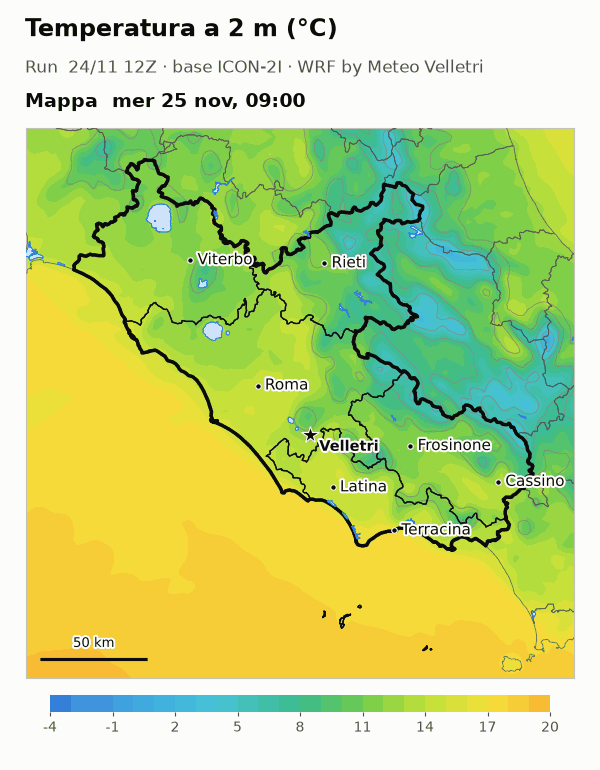 Temperatura a 2 m (°C)
Run  24/11 12Z · base ICON-2I · WRF by Meteo Velletri
Mappa  mer 25 nov, 09:00
Viterbo
Rieti
Roma
Velletri
Frosinone
Latina
Cassino
Terracina
50 km
-4 -1 2 5 8 11 14 17 20